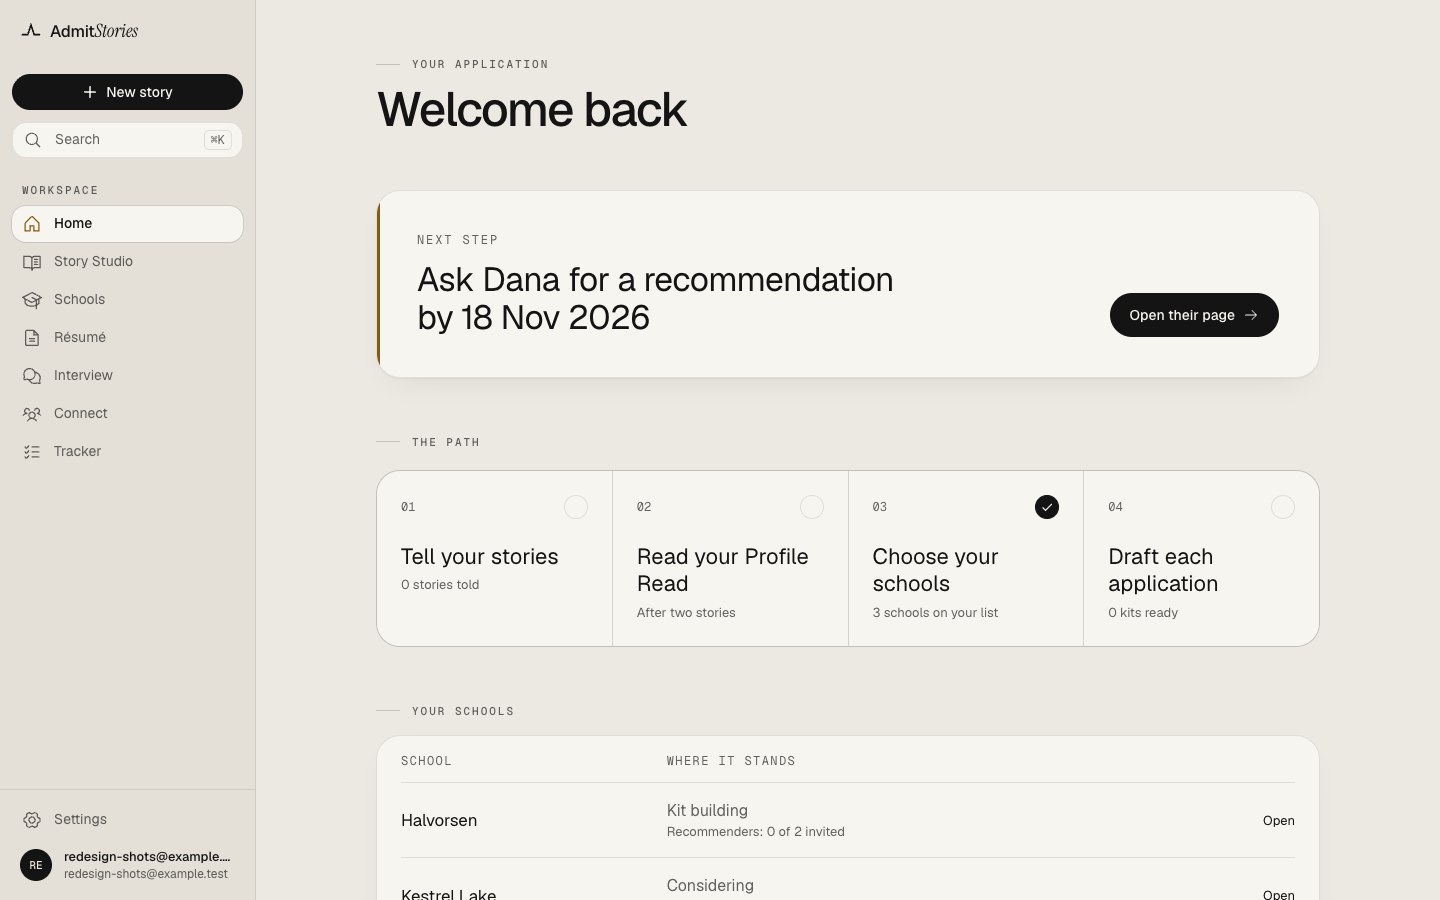 AdmitStories
New story
Search
⌘K
WORKSPACE
Home
Story Studio
Schools
Résumé
Interview
Connect
Tracker
Settings
RE
redesign-shots@example....
redesign-shots@example.test
YOUR APPLICATION
Welcome back
NEXT STEP
Ask Dana for a recommendation
by 18 Nov 2026
Open their page
THE PATH
01
Tell your stories
0 stories told
02
Read your Profile
Read
After two stories
03
Choose your
schools
3 schools on your list
04
Draft each
application
0 kits ready
YOUR SCHOOLS
SCHOOL
WHERE IT STANDS
Halvorsen
Kit building
Recommenders: 0 of 2 invited
Open
Kestrel Lake
Considering
Open